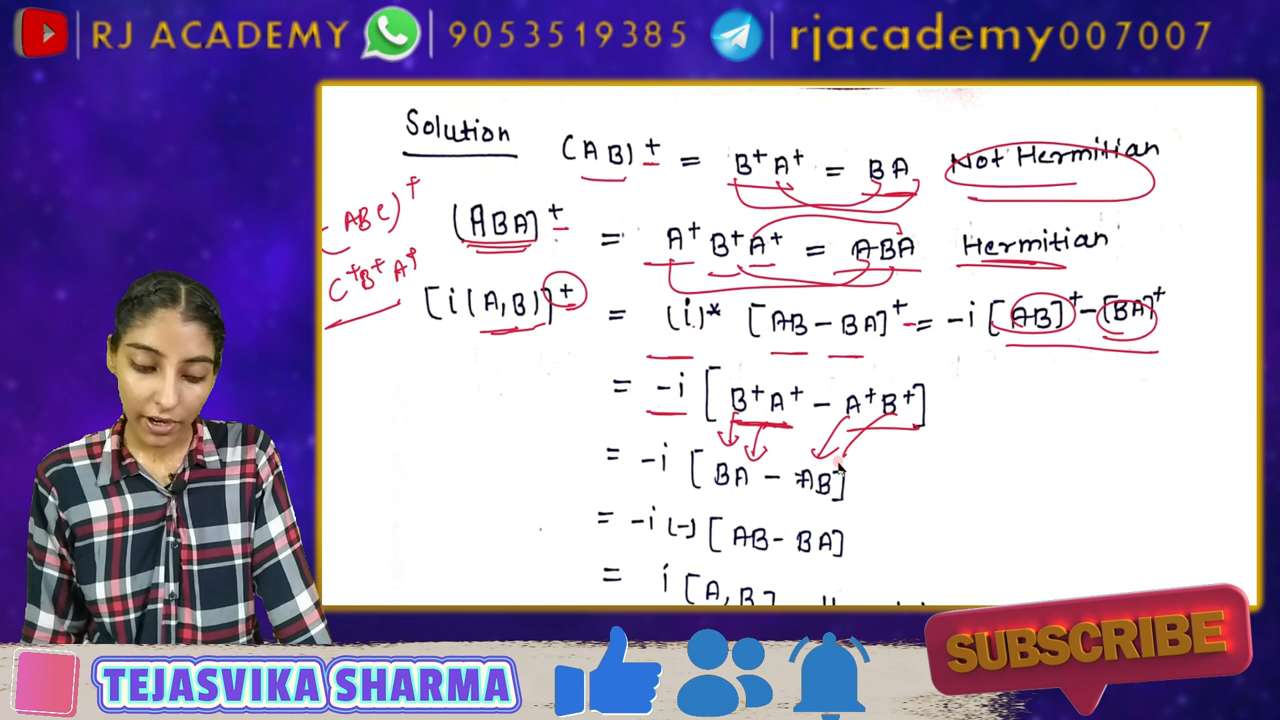 RJ ACADEMY | 9053519385 | rjacademy007007
Solution
(AB)⁺ = B⁺A⁺ = BA Not Hermitian
(ABC)⁺
C⁺B⁺A⁺
(ABA)⁺ = A⁺B⁺A⁺ = ABA Hermitian
[i(A,B)]⁺ = (i)* [AB - BA]⁺ = -i [AB]⁺ - [BA]⁺
= -i [B⁺A⁺ - A⁺B⁺]
= -i [BA - AB]
= -i (-) [AB - BA]
= i [A, B]
SUBSCRIBE
TEJASVIKA SHARMA